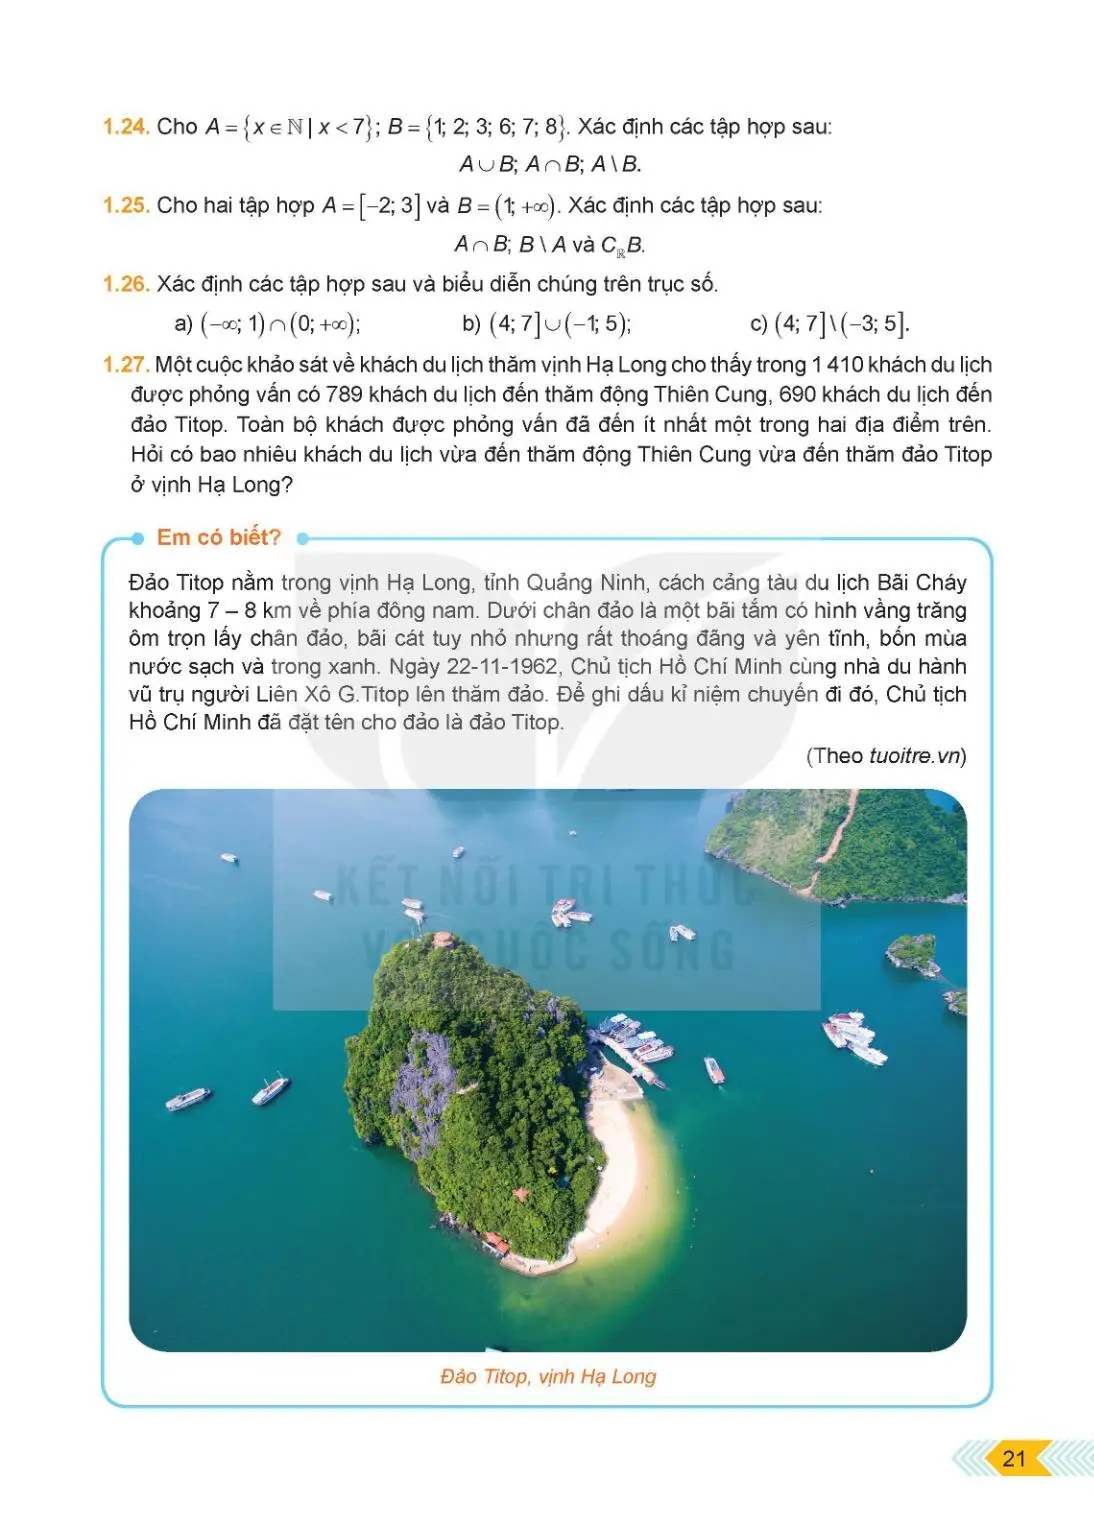 1.24. Cho A = {x ∈ ℕ | x < 7}; B = {1; 2; 3; 6; 7; 8}. Xác định các tập hợp sau:
A ∪ B; A ∩ B; A \ B.
1.25. Cho hai tập hợp A = [−2; 3] và B = (1; +∞). Xác định các tập hợp sau:
A ∩ B; B \ A và CℝB.
1.26. Xác định các tập hợp sau và biểu diễn chúng trên trục số.
a) (−∞; 1) ∩ (0; +∞); b) (4; 7] ∪ (−1; 5); c) (4; 7] \ (−3; 5].
1.27. Một cuộc khảo sát về khách du lịch thăm vịnh Hạ Long cho thấy trong 1 410 khách du lịch
được phỏng vấn có 789 khách du lịch đến thăm động Thiên Cung, 690 khách du lịch đến
đảo Titop. Toàn bộ khách được phỏng vấn đã đến ít nhất một trong hai địa điểm trên.
Hỏi có bao nhiêu khách du lịch vừa đến thăm động Thiên Cung vừa đến thăm đảo Titop
ở vịnh Hạ Long?
Em có biết?
Đảo Titop nằm trong vịnh Hạ Long, tỉnh Quảng Ninh, cách cảng tàu du lịch Bãi Cháy
khoảng 7 – 8 km về phía đông nam. Dưới chân đảo là một bãi tắm có hình vầng trăng
ôm trọn lấy chân đảo, bãi cát tuy nhỏ nhưng rất thoáng đãng và yên tĩnh, bốn mùa
nước sạch và trong xanh. Ngày 22-11-1962, Chủ tịch Hồ Chí Minh cùng nhà du hành
vũ trụ người Liên Xô G.Titop lên thăm đảo. Để ghi dấu kỉ niệm chuyến đi đó, Chủ tịch
Hồ Chí Minh đã đặt tên cho đảo là đảo Titop.
(Theo tuoitre.vn)
KẾT NỐI TRI THỨC
VỚI CUỘC SỐNG
Đảo Titop, vịnh Hạ Long
21